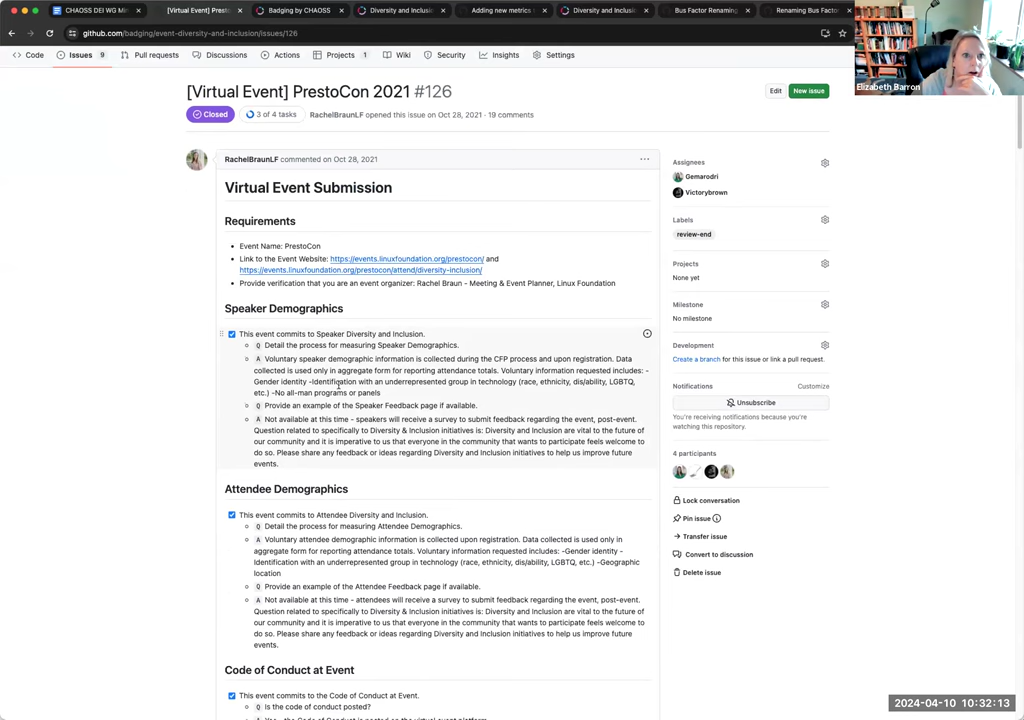 CHAOSS DEI WG Mi
[Virtual Event] Presto
Badging by CHAOSS
Diversity and Inclusio
Adding new metrics
Diversity and Inclusio
Bus Factor Renaming
Renaming Bus Factor
github.com/badging/event-diversity-and-inclusion/issues/126
Code
Issues 9
Pull requests
Discussions
Actions
Projects 1
Wiki
Security
Insights
Settings
Elizabeth Barron
[Virtual Event] PrestoCon 2021 #126
Edit
New issue
Closed
3 of 4 tasks
RachelBraunLF opened this issue on Oct 28, 2021 · 19 comments
RachelBraunLF commented on Oct 28, 2021
Virtual Event Submission
Requirements
• Event Name: PrestoCon
• Link to the Event Website: https://events.linuxfoundation.org/prestocon/ and
https://events.linuxfoundation.org/prestocon/attend/diversity-inclusion/
• Provide verification that you are an event organizer: Rachel Braun - Meeting & Event Planner, Linux Foundation
Speaker Demographics
This event commits to Speaker Diversity and Inclusion.
Q Detail the process for measuring Speaker Demographics.
A Voluntary speaker demographic information is collected during the CFP process and upon registration. Data
collected is used only in aggregate form for reporting attendance totals. Voluntary information requested includes: -
Gender identity -Identification with an underrepresented group in technology (race, ethnicity, dis/ability, LGBTQ,
etc.) -No all-man programs or panels
Q Provide an example of the Speaker Feedback page if available.
A Not available at this time - speakers will receive a survey to submit feedback regarding the event, post-event.
Question related to specifically to Diversity & Inclusion initiatives is: Diversity and Inclusion are vital to the future of
our community and it is imperative to us that everyone in the community that wants to participate feels welcome to
do so. Please share any feedback or ideas regarding Diversity and Inclusion initiatives to help us improve future
events.
Attendee Demographics
This event commits to Attendee Diversity and Inclusion.
Q Detail the process for measuring Attendee Demographics.
A Voluntary attendee demographic information is collected upon registration. Data collected is used only in
aggregate form for reporting attendance totals. Voluntary information requested includes: -Gender identity -
Identification with an underrepresented group in technology (race, ethnicity, dis/ability, LGBTQ, etc.) -Geographic
location
Q Provide an example of the Attendee Feedback page if available.
A Not available at this time - attendees will receive a survey to submit feedback regarding the event, post-event.
Question related to specifically to Diversity & Inclusion initiatives is: Diversity and Inclusion are vital to the future of
our community and it is imperative to us that everyone in the community that wants to participate feels welcome to
do so. Please share any feedback or ideas regarding Diversity and Inclusion initiatives to help us improve future
events.
Code of Conduct at Event
This event commits to the Code of Conduct at Event.
Q Is the code of conduct posted?
Assignees
Gemarodri
Victorybrown
Labels
review-end
Projects
None yet
Milestone
No milestone
Development
Create a branch for this issue or link a pull request.
Notifications
Customize
Unsubscribe
You're receiving notifications because you're
watching this repository.
4 participants
Lock conversation
Pin issue
Transfer issue
Convert to discussion
Delete issue
2024-04-10 10:32:13